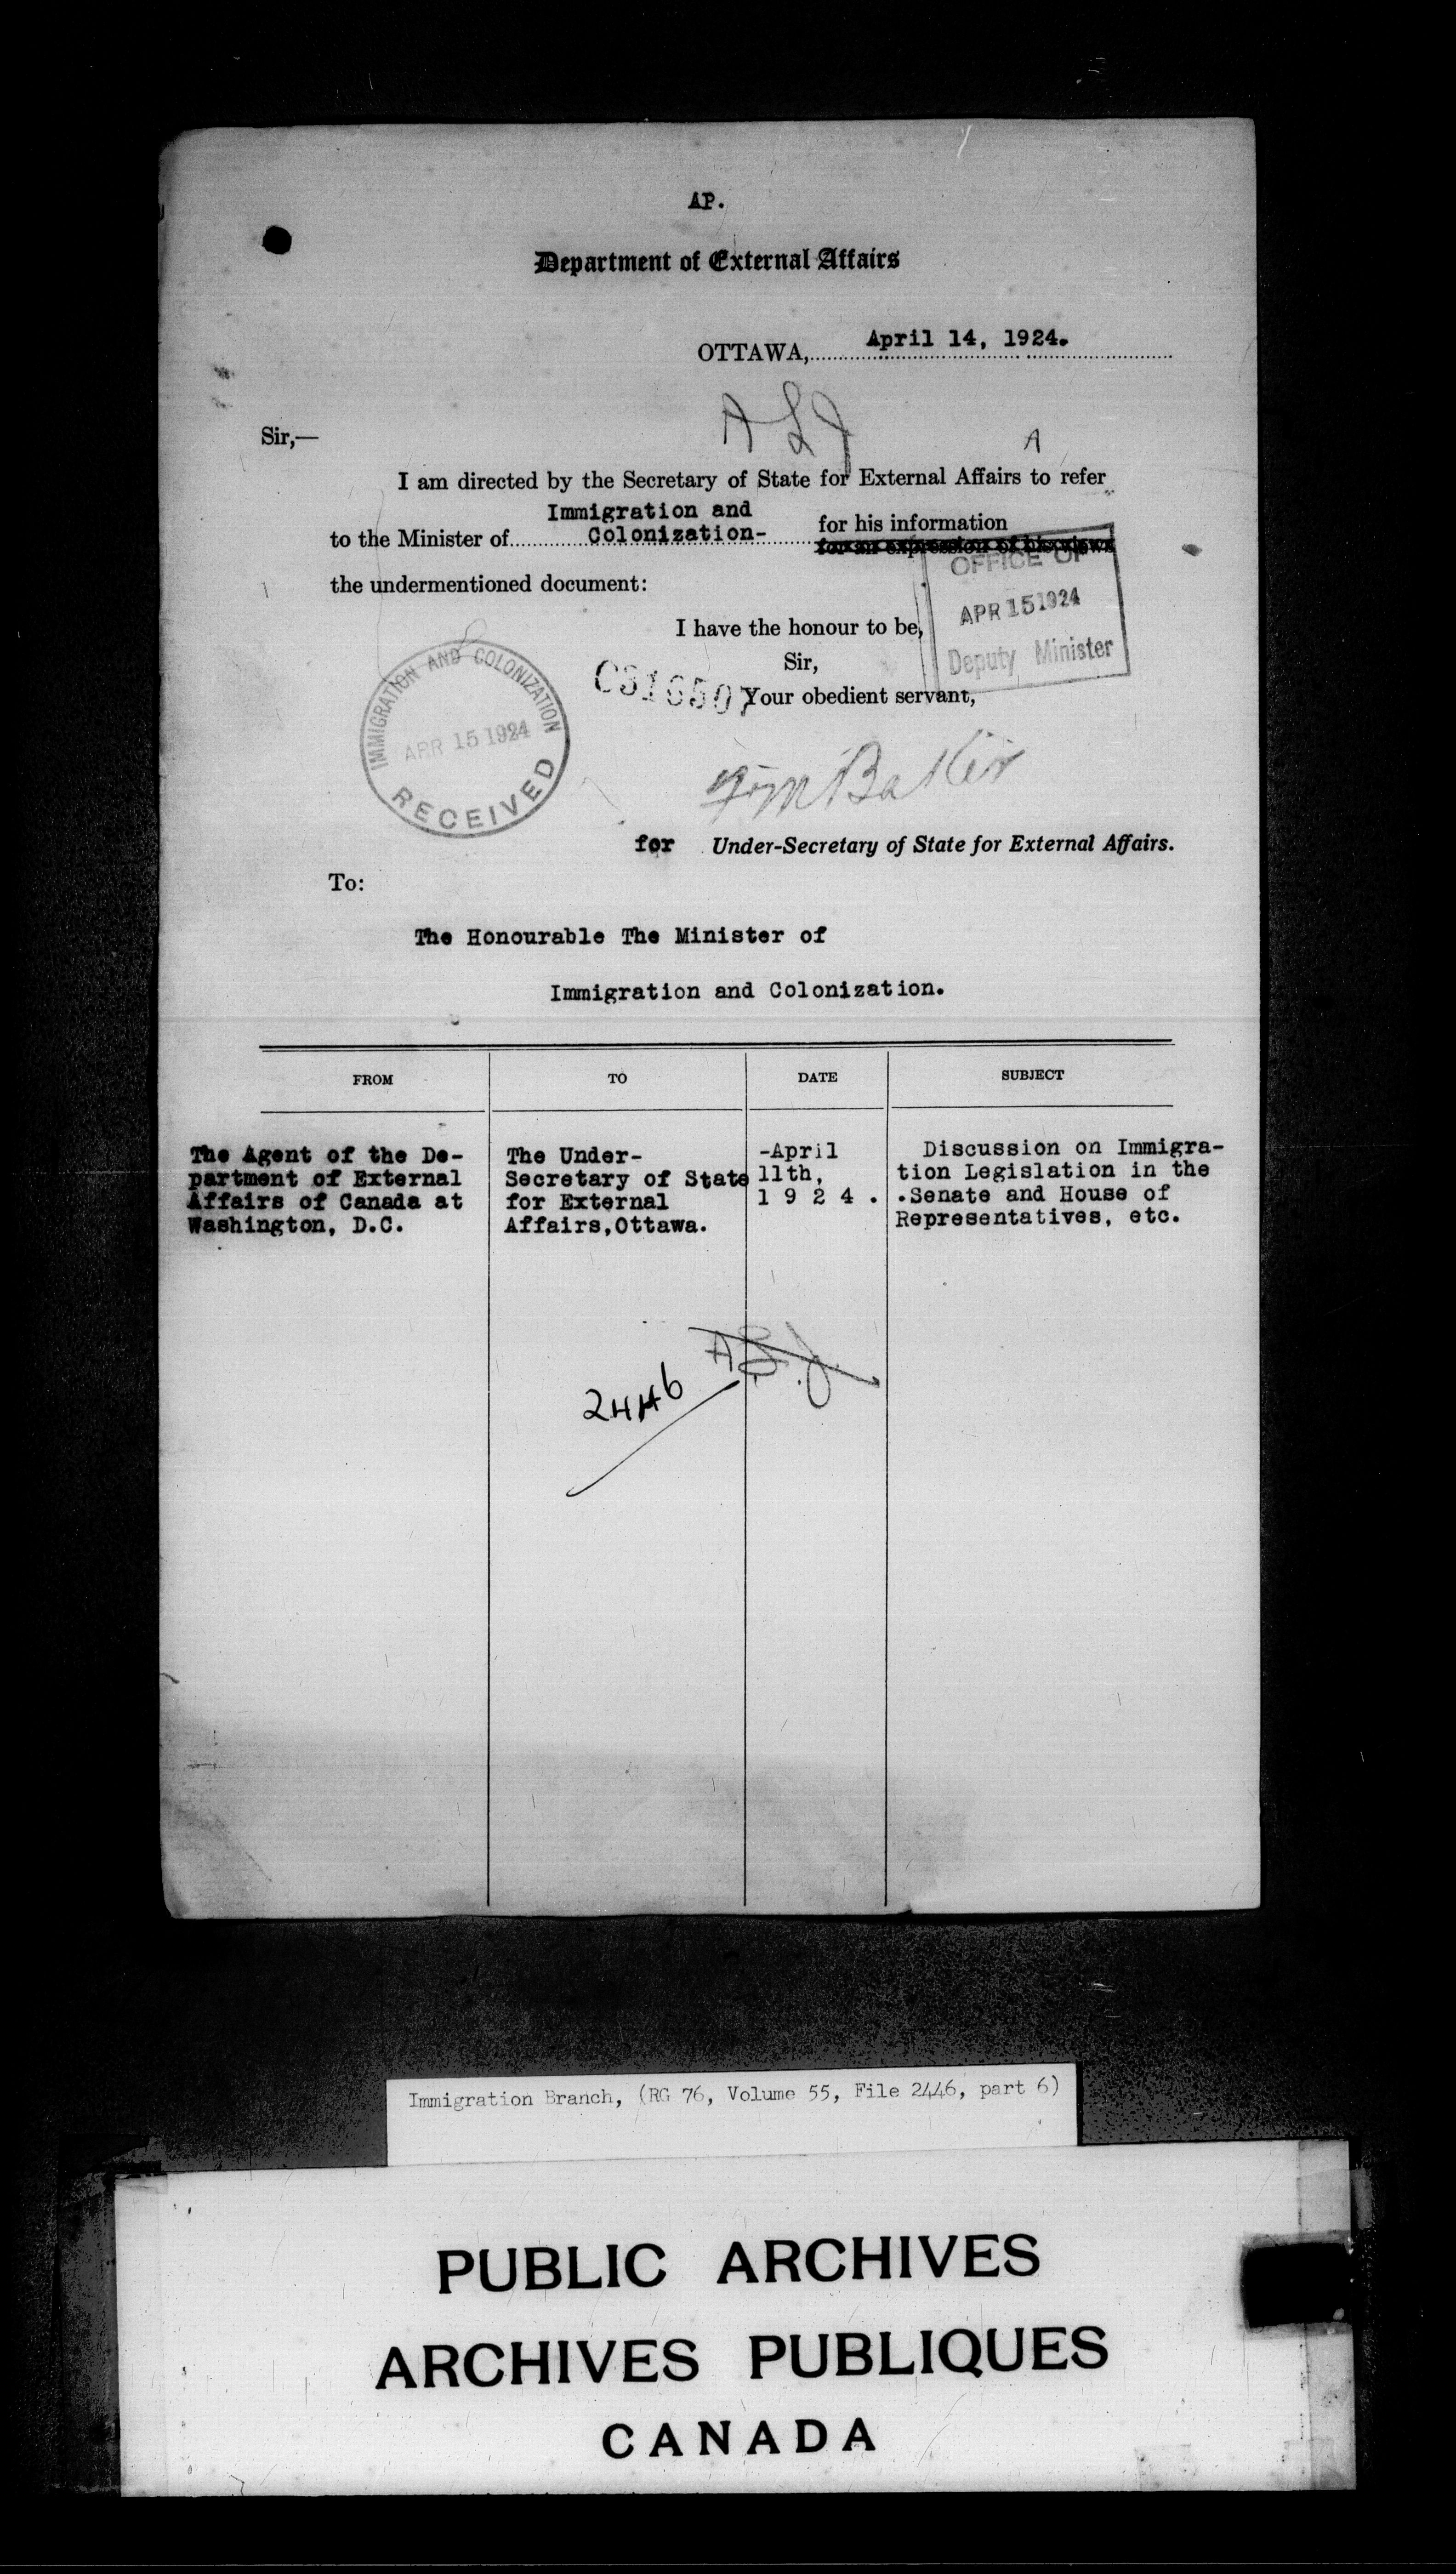 AP.
Department of External Affairs
OTTAWA, April 14, 1924.
A L J
Sir,—
A
I am directed by the Secretary of State for External Affairs to refer
to the Minister of Immigration and Colonization- for his information
for an expression of his views
the undermentioned document:
OFFICE OF
APR 15 1924
Deputy Minister
I have the honour to be,
Sir,
Your obedient servant,
IMMIGRATION AND COLONIZATION
APR 15 1924
RECEIVED
Baker
for Under-Secretary of State for External Affairs.
To:
The Honourable The Minister of
Immigration and Colonization.
FROM TO DATE SUBJECT
The Agent of the De-
partment of External
Affairs of Canada at
Washington, D.C.
The Under-
Secretary of State
for External
Affairs,Ottawa.
-April
11th,
1 9 2 4 .
Discussion on Immigra-
tion Legislation in the
.Senate and House of
Representatives, etc.
2446
Immigration Branch, (RG 76, Volume 55, File 2446, part 6)
PUBLIC ARCHIVES
ARCHIVES PUBLIQUES
CANADA